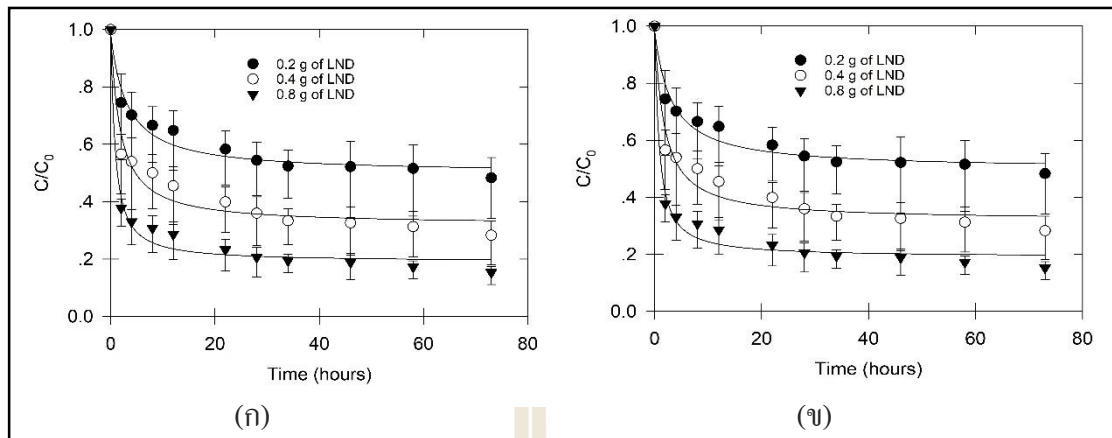 1.0
.8
.6
.4
.2
0.0
C/C0
0.2 g of LND
0.4 g of LND
0.8 g of LND
0 20 40 60 80
Time (hours)
(ก)
1.0
.8
.6
.4
.2
0.0
C/C0
0.2 g of LND
0.4 g of LND
0.8 g of LND
0 20 40 60 80
Time (hours)
(ข)